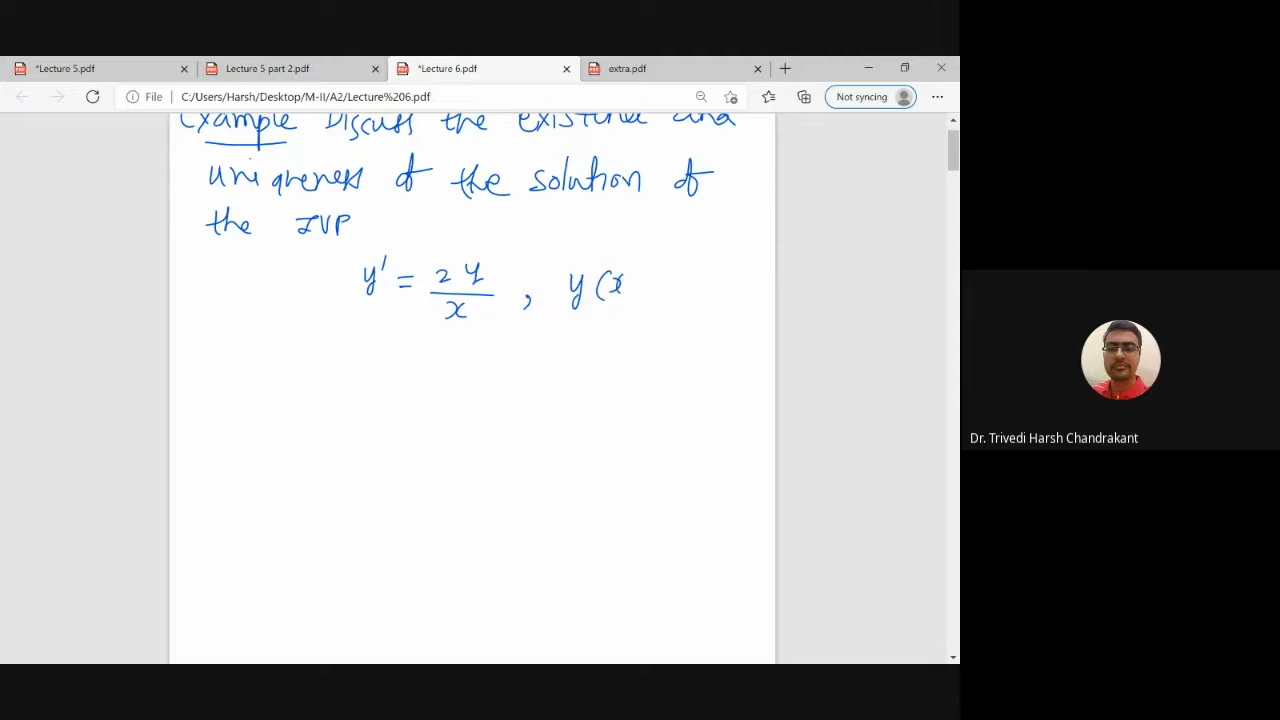 *Lecture 5.pdf
Lecture 5 part 2.pdf
*Lecture 6.pdf
extra.pdf
File
C:/Users/Harsh/Desktop/M-II/A2/Lecture%206.pdf
Not syncing
Example Discuss the existence and
uniqueness of the solution of
the IVP
y' = 2y/x , y(x
Dr. Trivedi Harsh Chandrakant